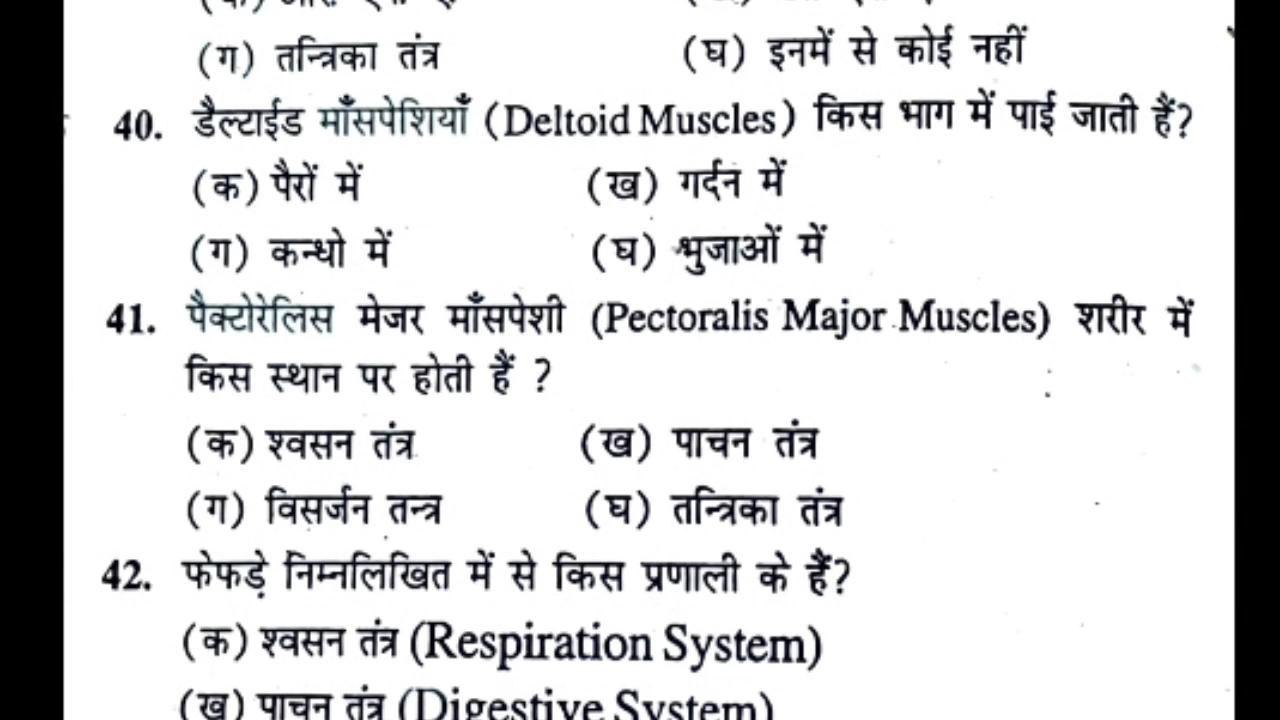 (ग) तन्त्रिका तंत्र (घ) इनमें से कोई नहीं
40. डैल्टाईड माँसपेशियाँ (Deltoid Muscles) किस भाग में पाई जाती हैं?
(क) पैरों में (ख) गर्दन में
(ग) कन्धो में (घ) भुजाओं में
41. पैक्टोरेलिस मेजर माँसपेशी (Pectoralis Major Muscles) शरीर में
किस स्थान पर होती हैं ?
(क) श्वसन तंत्र (ख) पाचन तंत्र
(ग) विसर्जन तन्त्र (घ) तन्त्रिका तंत्र
42. फेफड़े निम्नलिखित में से किस प्रणाली के हैं?
(क) श्वसन तंत्र (Respiration System)
(ख) पाचन तंत्र (Digestive System)